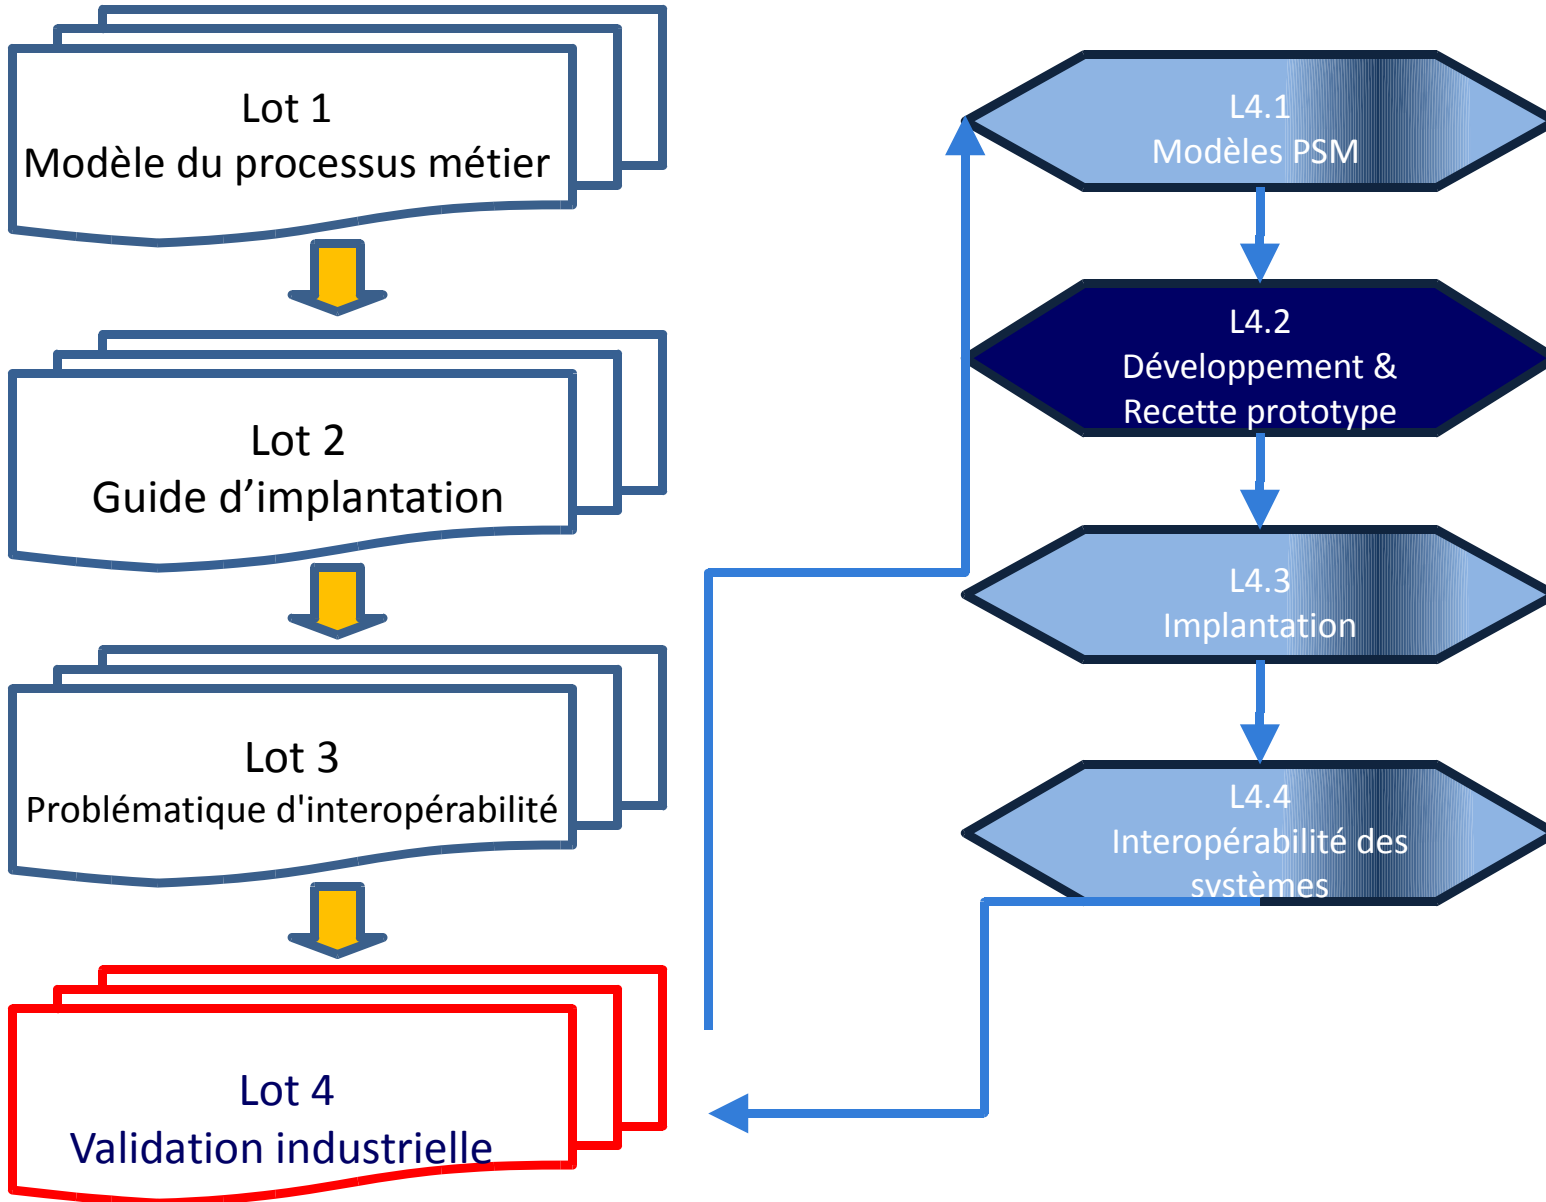 Lot 1
Modèle du processus métier
Lot 2
Guide d’implantation
Lot 3
Problématique d'interopérabilité
Lot 4
Validation industrielle
L4.1
Modèles PSM
L4.2
Développement &
Recette prototype
L4.3
Implantation
L4.4
Interopérabilité des
systèmes